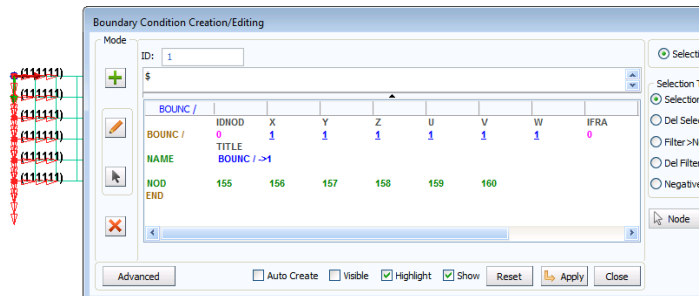 Boundary Condition Creation/Editing
Mode
ID: 1
$
BOUNC /
IDNOD X Y Z U V W IFRA
BOUNC / 0 1 1 1 1 1 1 0
TITLE
NAME BOUNC / ->1
NOD 155 156 157 158 159 160
END
Advanced Auto Create Visible Highlight Show Reset Apply Close
(111111)
(111111)
(111111)
(111111)
(111111)
(111111)
Selecti
Selection T
Selection
Del Selec
Filter>N
Del Filter
Negative
Node